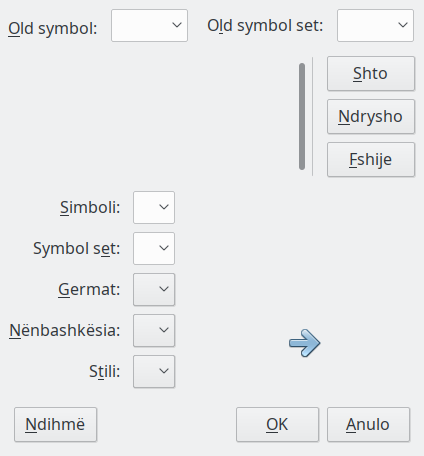 Old symbol: Old symbol set:
Shto
Ndrysho
Fshije
Simboli:
Symbol set:
Germat:
Nënbashkësia:
Stili:
Ndihmë OK Anulo